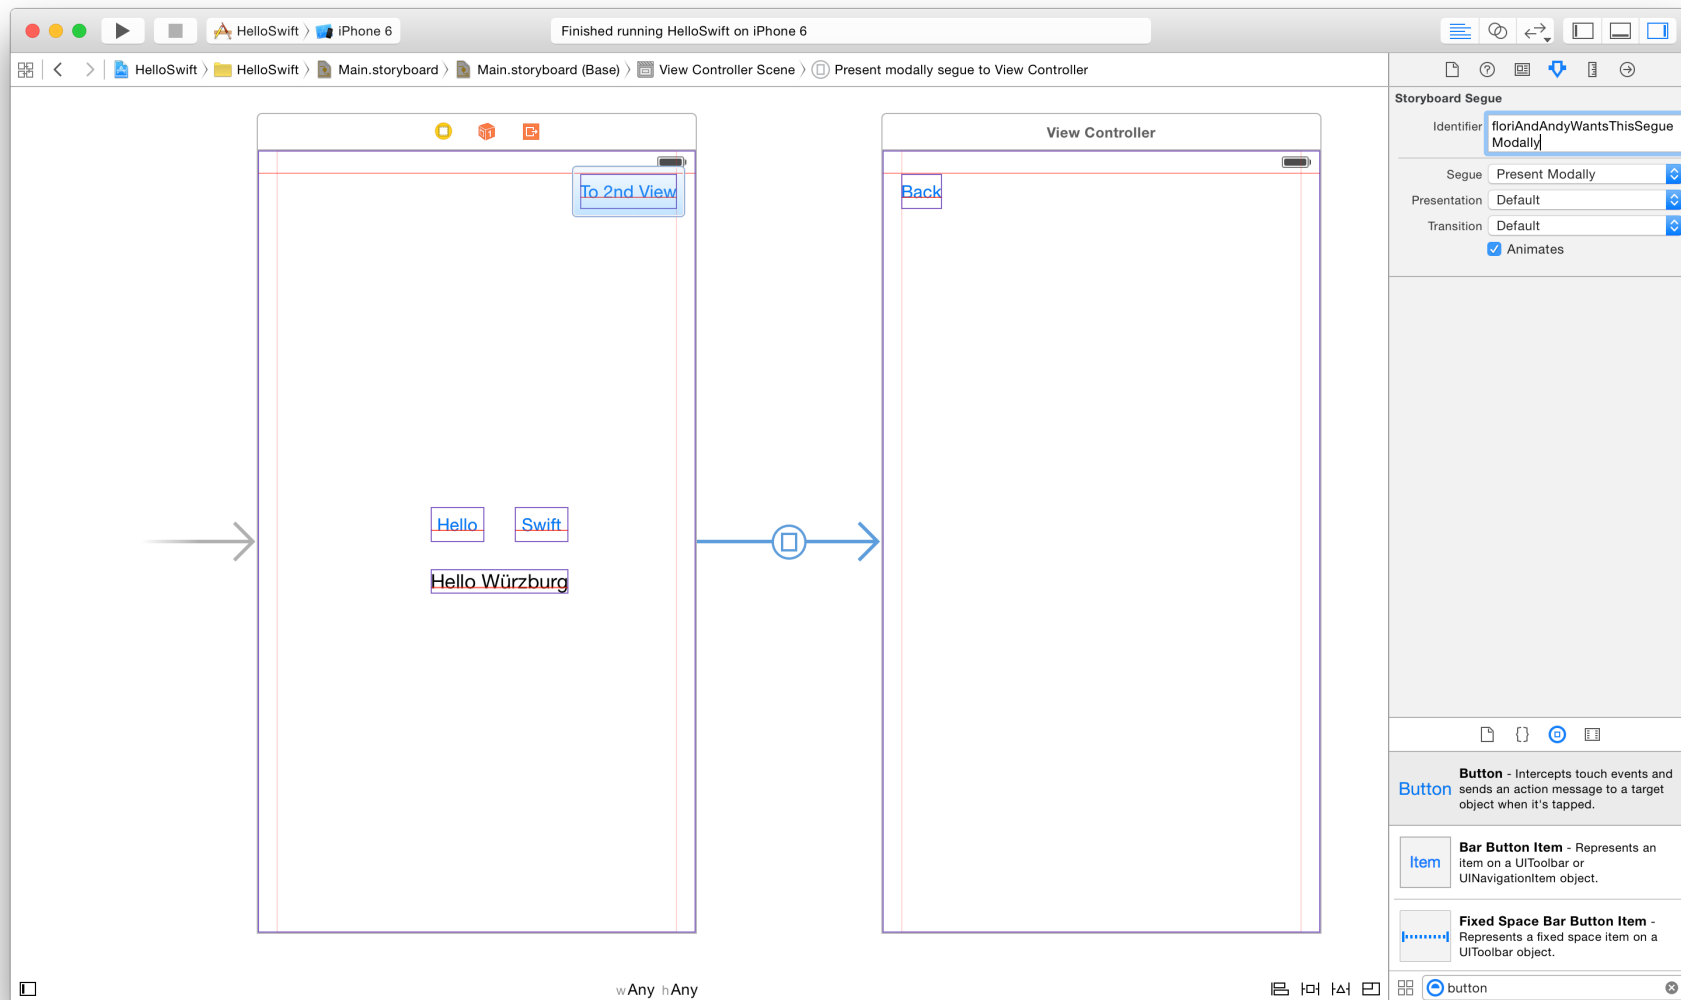 HelloSwift iPhone 6 Finished running HelloSwift on iPhone 6
HelloSwift HelloSwift Main.storyboard Main.storyboard (Base) View Controller Scene Present modally segue to View Controller
Storyboard Segue
Identifier floriAndAndyWantsThisSegue
Modally
Segue Present Modally
Presentation Default
Transition Default
Animates
View Controller
To 2nd View
Back
Hello Swift
Hello Würzburg
Button Button - Intercepts touch events and
sends an action message to a target
object when it's tapped.
Item Bar Button Item - Represents an
item on a UIToolbar or
UINavigationItem object.
Fixed Space Bar Button Item -
Represents a fixed space item on a
UIToolbar object.
wAny hAny
button